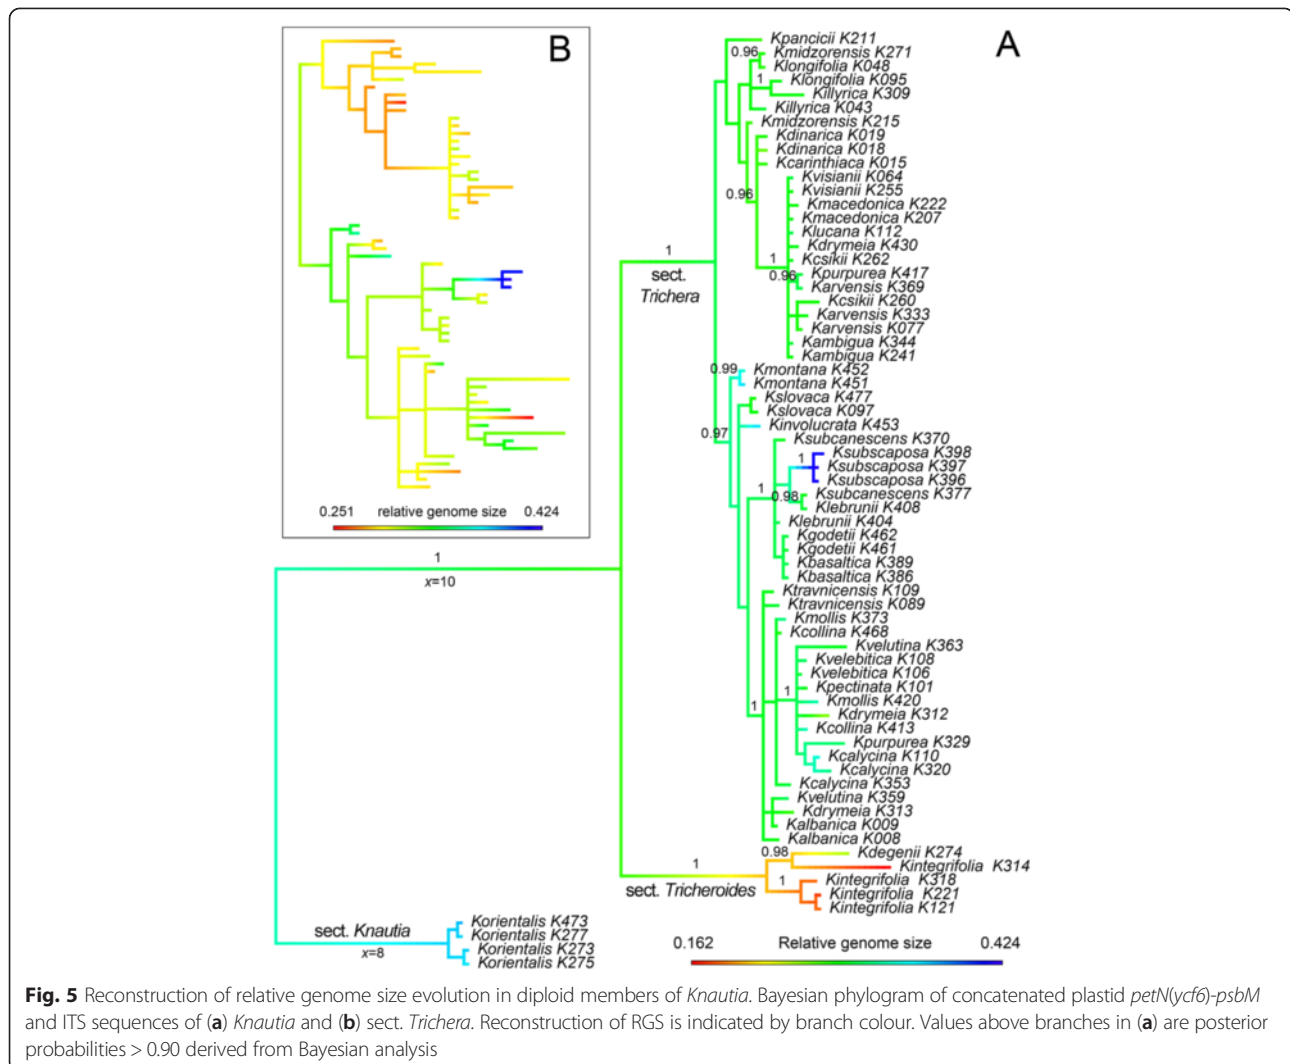 B
A
0.251 relative genome size 0.424
Kpancicii K211
0.96
Kmidzorensis K271
Klongifolia K048
1
Klongifolia K095
Killyrica K309
Killyrica K043
Kmidzorensis K215
Kdinarica K019
Kdinarica K018
Kcarinthiaca K015
0.96
Kvisianii K064
Kvisianii K255
Kmacedonica K222
Kmacedonica K207
Klucana K112
Kdrymeia K430
1
Kcsikii K262
0.96
Kpurpurea K417
Karvensis K369
Kcsikii K260
Karvensis K333
Karvensis K077
Kambigua K344
Kambigua K241
1
sect.
Trichera
0.99
Kmontana K452
Kmontana K451
Kslovaca K477
Kslovaca K097
0.97
Kinvolucrata K453
Ksubcanescens K370
1
Ksubscaposa K398
Ksubscaposa K397
Ksubscaposa K396
1
0.98
Ksubcanescens K377
Klebrunii K408
Klebrunii K404
Kgodetii K462
Kgodetii K461
Kbasaltica K389
Kbasaltica K386
1
x=10
Ktravnicensis K109
Ktravnicensis K089
Kmollis K373
Kcollina K468
Kvelutina K363
Kvelebitica K108
Kvelebitica K106
1
Kpectinata K101
Kmollis K420
1
Kdrymeia K312
Kcollina K413
Kpurpurea K329
Kcalycina K110
Kcalycina K320
Kcalycina K353
Kvelutina K359
Kdrymeia K313
Kalbanica K009
Kalbanica K008
0.98
Kdegenii K274
Kintegrifolia K314
1
sect. Tricheroides
1
Kintegrifolia K318
Kintegrifolia K221
Kintegrifolia K121
sect. Knautia
x=8
Korientalis K473
Korientalis K277
Korientalis K273
Korientalis K275
0.162 Relative genome size 0.424
Fig. 5 Reconstruction of relative genome size evolution in diploid members of Knautia. Bayesian phylogram of concatenated plastid petN(ycf6)-psbM
and ITS sequences of (a) Knautia and (b) sect. Trichera. Reconstruction of RGS is indicated by branch colour. Values above branches in (a) are posterior
probabilities > 0.90 derived from Bayesian analysis